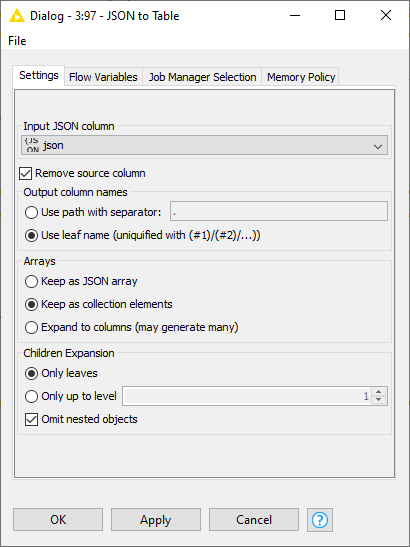 Dialog - 3:97 - JSON to Table
File
Settings Flow Variables Job Manager Selection Memory Policy
Input JSON column
{JS ON json
Remove source column
Output column names
Use path with separator: .
Use leaf name (uniquified with (#1)/(#2)/...))
Arrays
Keep as JSON array
Keep as collection elements
Expand to columns (may generate many)
Children Expansion
Only leaves
Only up to level 1
Omit nested objects
OK Apply Cancel ?